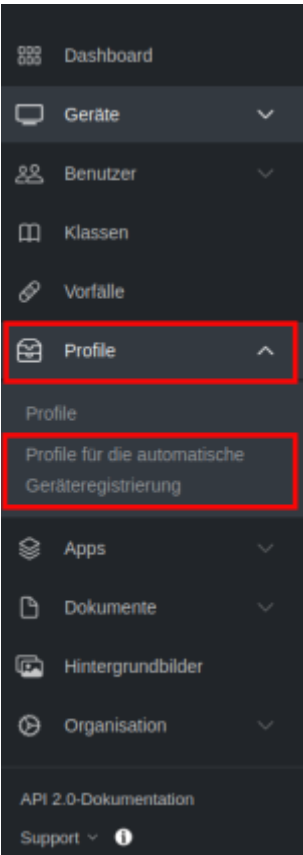 Dashboard
Geräte
Benutzer
Klassen
Vorfälle
Profile
Profile
Profile für die automatische
Geräteregistrierung
Apps
Dokumente
Hintergrundbilder
Organisation
API 2.0-Dokumentation
Support